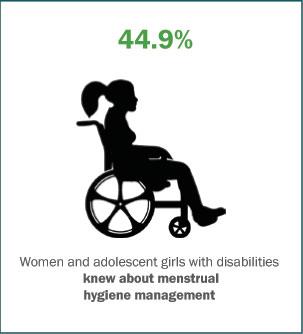 44.9%
Women and adolescent girls with disabilities
knew about menstrual
hygiene management